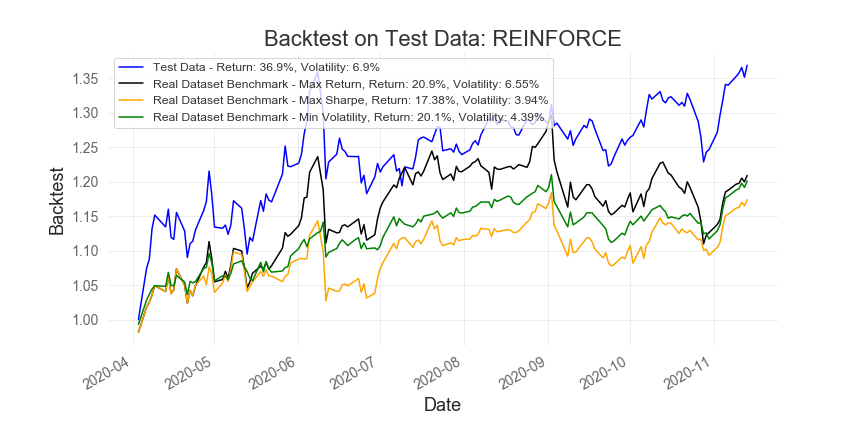 Backtest on Test Data: REINFORCE
Test Data - Return: 36.9%, Volatility: 6.9%
Real Dataset Benchmark - Max Return, Return: 20.9%, Volatility: 6.55%
Real Dataset Benchmark - Max Sharpe, Return: 17.38%, Volatility: 3.94%
Real Dataset Benchmark - Min Volatility, Return: 20.1%, Volatility: 4.39%
Backtest
1.35
1.30
1.25
1.20
1.15
1.10
1.05
1.00
2020-04
2020-05
2020-06
2020-07
2020-08
2020-09
2020-10
2020-11
Date